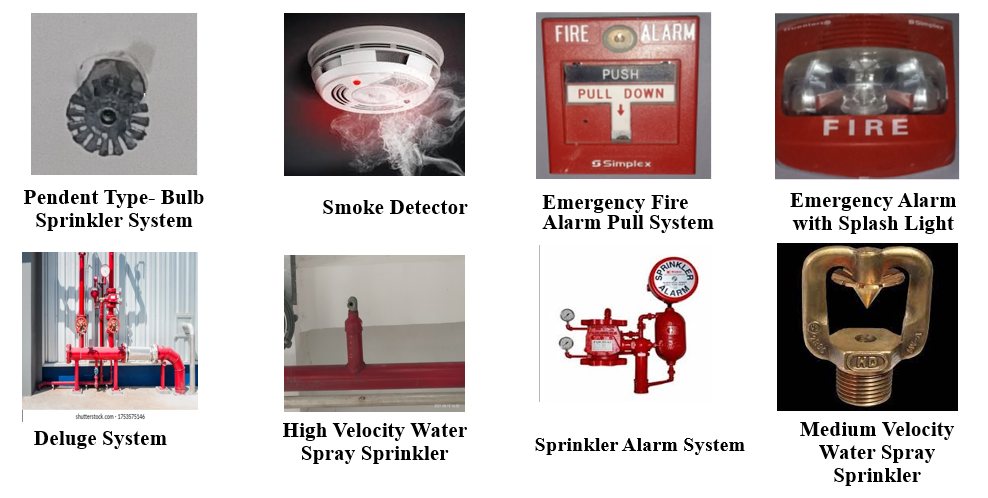 FIRE ALARM
PUSH
PULL DOWN
Simplex
Simplex
FIRE
Pendent Type- Bulb
Sprinkler System
Smoke Detector
Emergency Fire
Alarm Pull System
Emergency Alarm
with Splash Light
shutterstock.com · 1753575146
SPRINKLER
ALARM
HD
Deluge System
High Velocity Water
Spray Sprinkler
Sprinkler Alarm System
Medium Velocity
Water Spray
Sprinkler